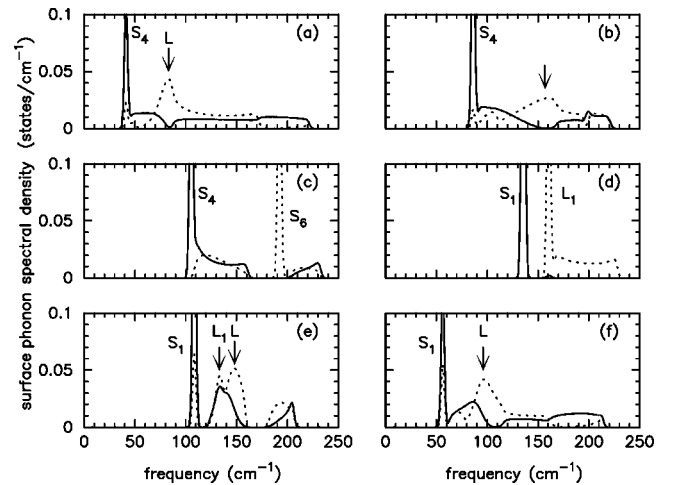 surface phonon spectral density (states/cm⁻¹)
0.1
0.05
0
S₄
L
(a)
S₄
(b)
0.1
0.05
0
S₄
S₆
(c)
S₁
L₁
(d)
0.1
0.05
0
S₁
L₁ L
(e)
S₁
L
(f)
0 50 100 150 200 250
0 50 100 150 200 250
frequency (cm⁻¹)
frequency (cm⁻¹)